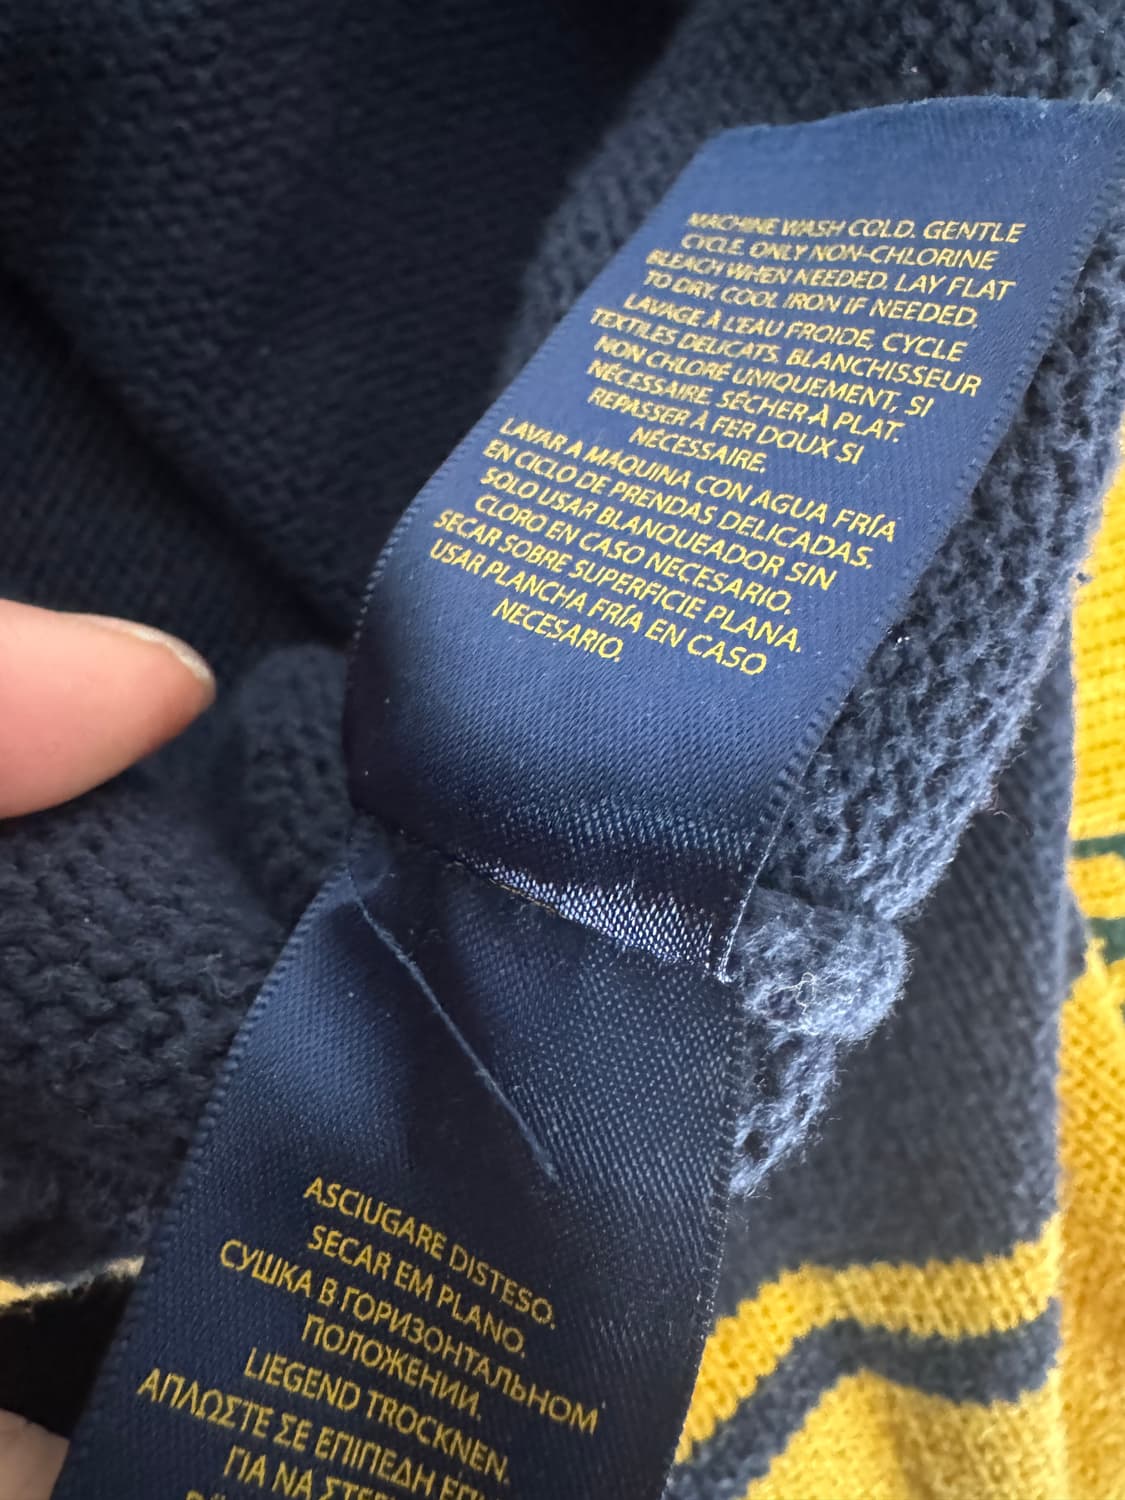 MACHINE WASH COLD. GENTLE
CYCLE. ONLY NON-CHLORINE
BLEACH WHEN NEEDED. LAY FLAT
TO DRY. COOL IRON IF NEEDED.
LAVAGE À L'EAU FROIDE, CYCLE
TEXTILES DELICATS. BLANCHISSEUR
NON CHLORÉ UNIQUEMENT, SI
NÉCESSAIRE. SÉCHER À PLAT.
REPASSER À FER DOUX SI
NÉCESSAIRE.
LAVAR A MÁQUINA CON AGUA FRÍA
EN CICLO DE PRENDAS DELICADAS.
SOLO USAR BLANQUEADOR SIN
CLORO EN CASO NECESARIO.
SECAR SOBRE SUPERFICIE PLANA.
USAR PLANCHA FRÍA EN CASO
NECESARIO.
ASCIUGARE DISTESO.
SECAR EM PLANO.
СУШКА В ГОРИЗОНТАЛЬНОМ
ПОЛОЖЕНИИ.
LIEGEND TROCKNEN.
ΑΠΛΩΣΤΕ ΣΕ ΕΠΙΠΕΔΗ
ΓΙΑ ΝΑ